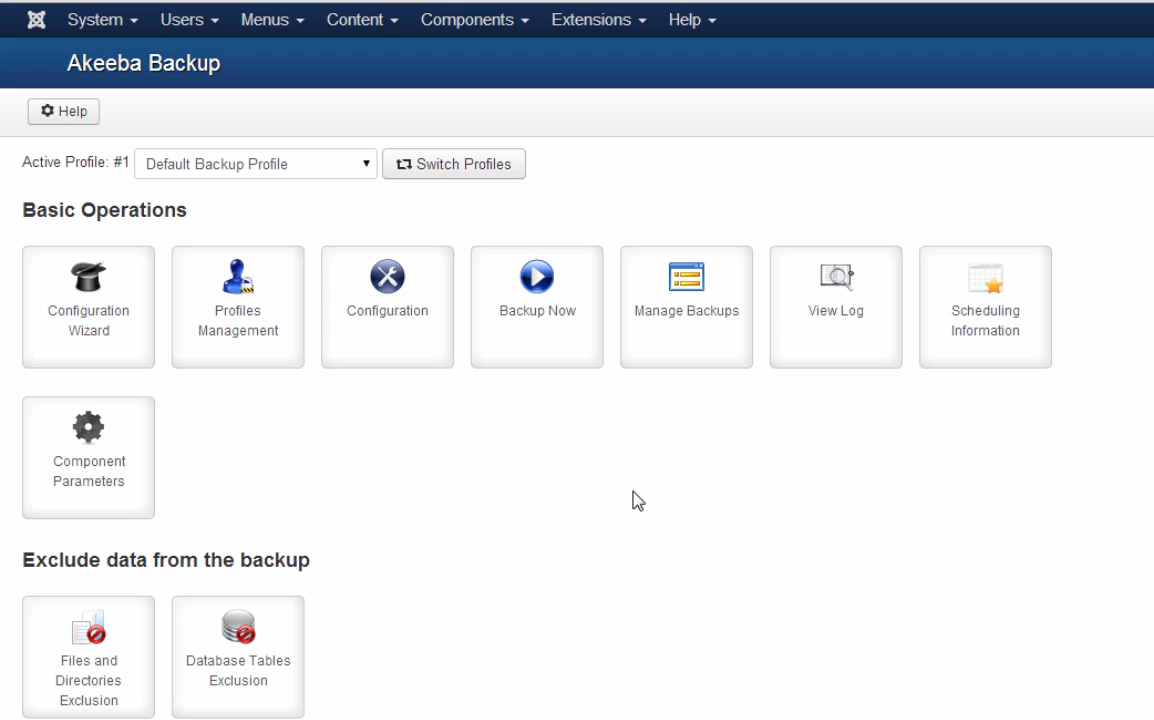 System Users Menus Content Components Extensions Help
Akeeba Backup
Help
Active Profile: #1 Default Backup Profile Switch Profiles
Basic Operations
Configuration Wizard
Profiles Management
Configuration
Backup Now
Manage Backups
View Log
Scheduling Information
Component Parameters
Exclude data from the backup
Files and Directories Exclusion
Database Tables Exclusion